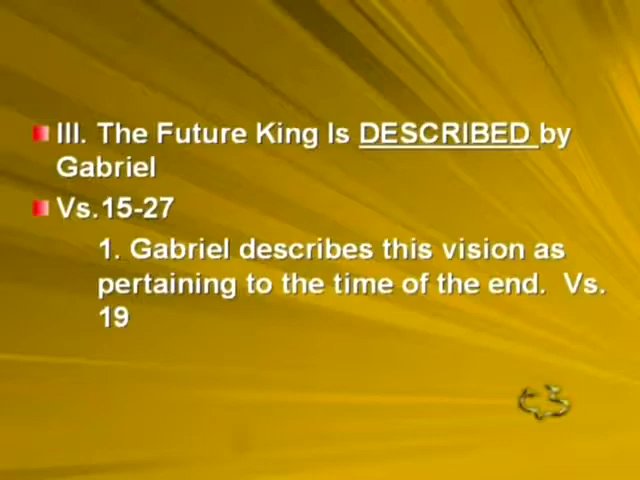 III. The Future King Is DESCRIBED by
Gabriel
Vs.15-27
1. Gabriel describes this vision as
pertaining to the time of the end. Vs.
19